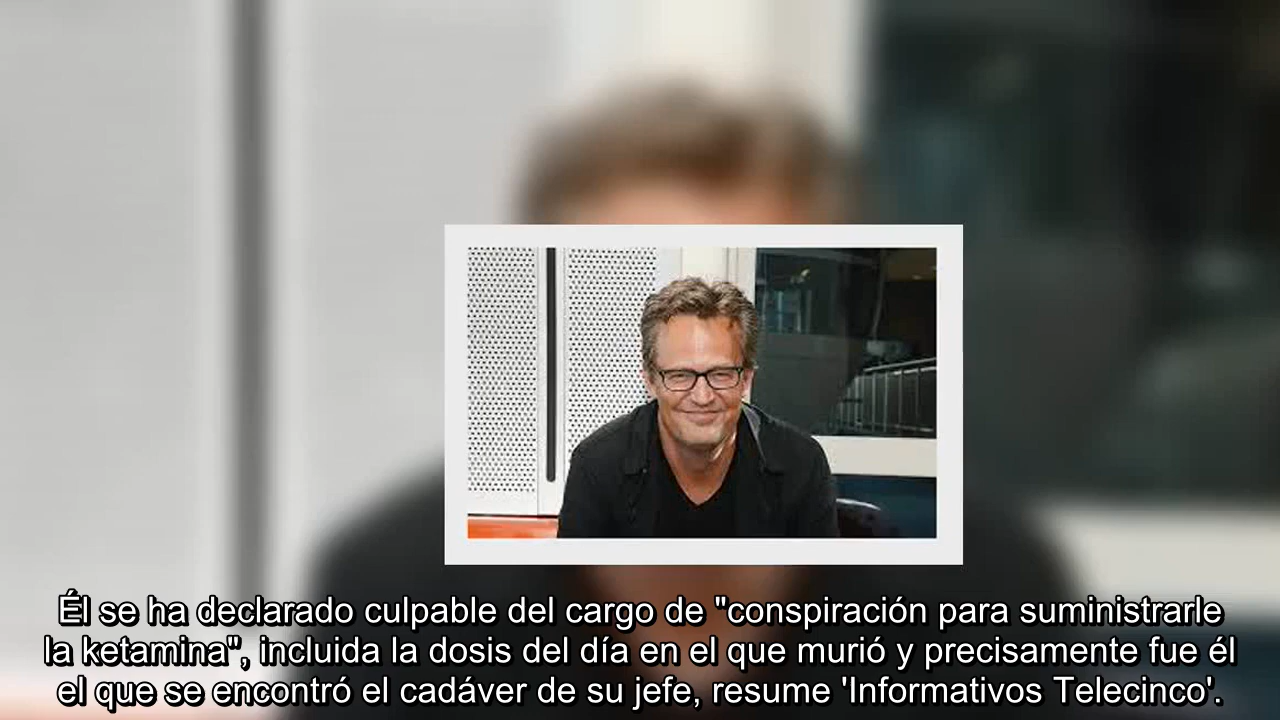 Él se ha declarado culpable del cargo de "conspiración para suministrarle
la ketamina", incluida la dosis del día en el que murió y precisamente fue él
el que se encontró el cadáver de su jefe, resume 'Informativos Telecinco'.